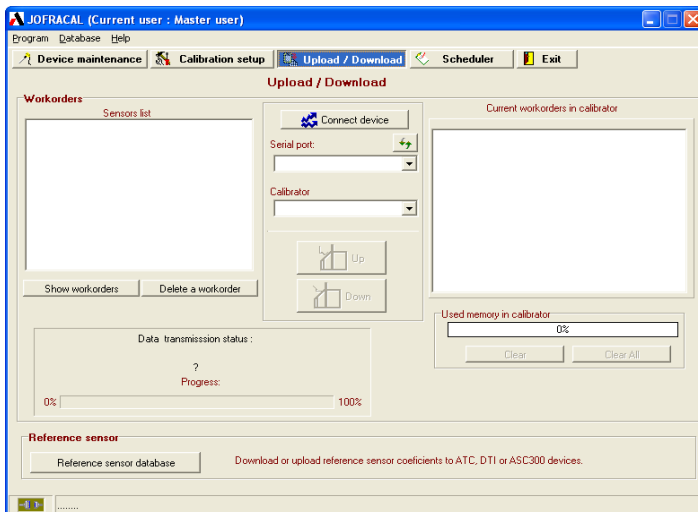 JOFRACAL (Current user : Master user)
Program Database Help
Device maintenance Calibration setup Upload / Download Scheduler Exit
Upload / Download
Workorders
Sensors list
Connect device
Serial port:
Calibrator
Up
Down
Show workorders Delete a workorder
Current workorders in calibrator
Used memory in calibrator
0%
Clear Clear All
Data transmisssion status :
?
Progress:
0% 100%
Reference sensor
Reference sensor database
Download or upload reference sensor coeficients to ATC, DTI or ASC300 devices.
........